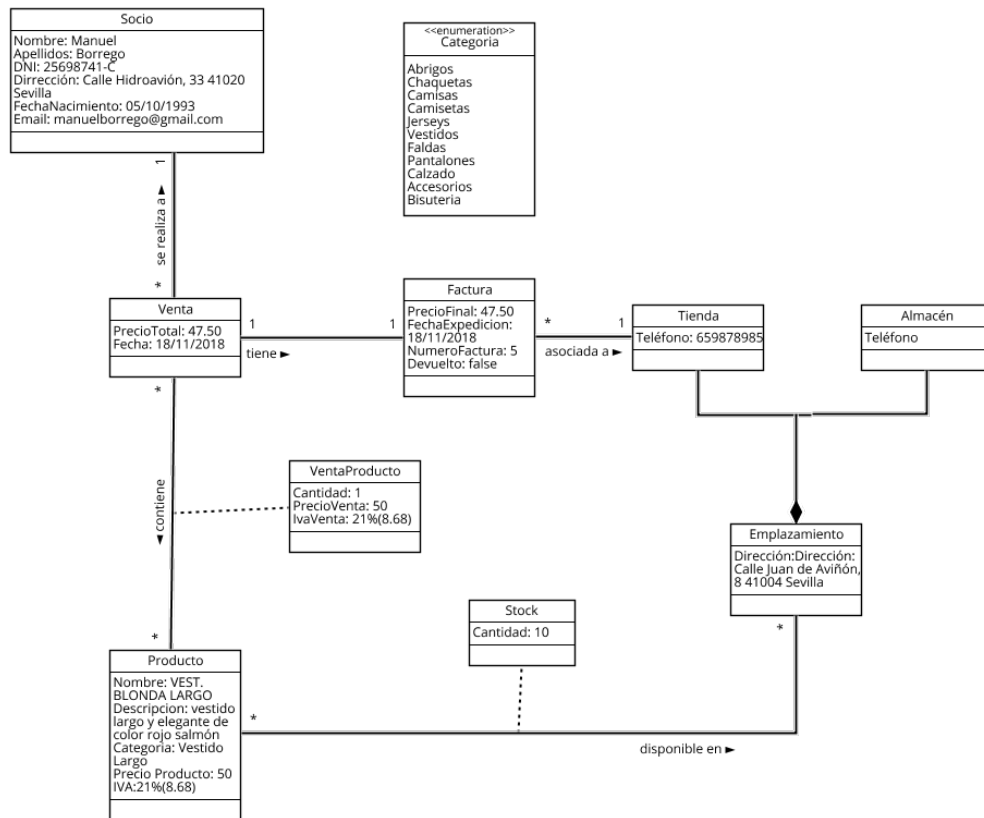 Socio
Nombre: Manuel
Apellidos: Borrego
DNI: 25698741-C
Dirrección: Calle Hidroavión, 33 41020
Sevilla
FechaNacimiento: 05/10/1993
Email: manuelborrego@gmail.com
<<enumeration>>
Categoria
Abrigos
Chaquetas
Camisas
Camisetas
Jerseys
Vestidos
Faldas
Pantalones
Calzado
Accesorios
Bisuteria
1
se realiza a ►
*
Venta
PrecioTotal: 47.50
Fecha: 18/11/2018
1
tiene ►
1
Factura
PrecioFinal: 47.50
FechaExpedicion:
18/11/2018
NumeroFactura: 5
Devuelto: false
*
asociada a ►
1
Tienda
Teléfono: 659878985
Almacén
Teléfono
*
◄ contiene
*
VentaProducto
Cantidad: 1
PrecioVenta: 50
IvaVenta: 21%(8.68)
Emplazamiento
Dirección:Dirección:
Calle Juan de Aviñón,
8 41004 Sevilla
*
Stock
Cantidad: 10
Producto
Nombre: VEST.
BLONDA LARGO
Descripcion: vestido
largo y elegante de
color rojo salmón
Categoria: Vestido
Largo
Precio Producto: 50
IVA:21%(8.68)
*
disponible en ►